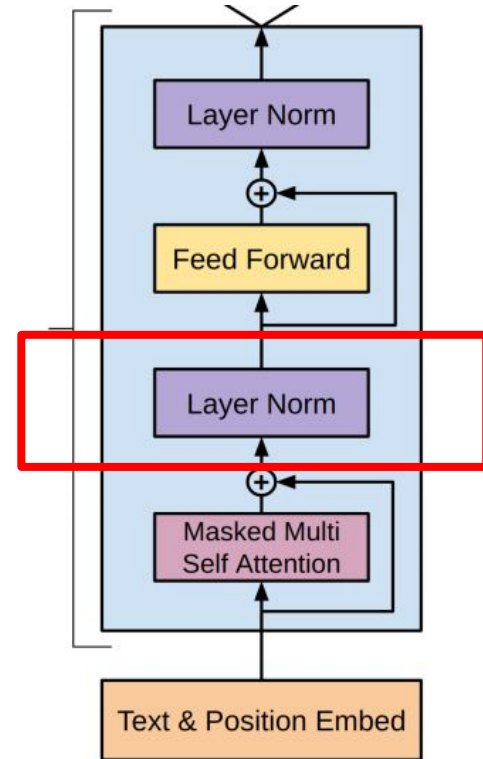 Layer Norm
Feed Forward
Layer Norm
Masked Multi
Self Attention
Text & Position Embed